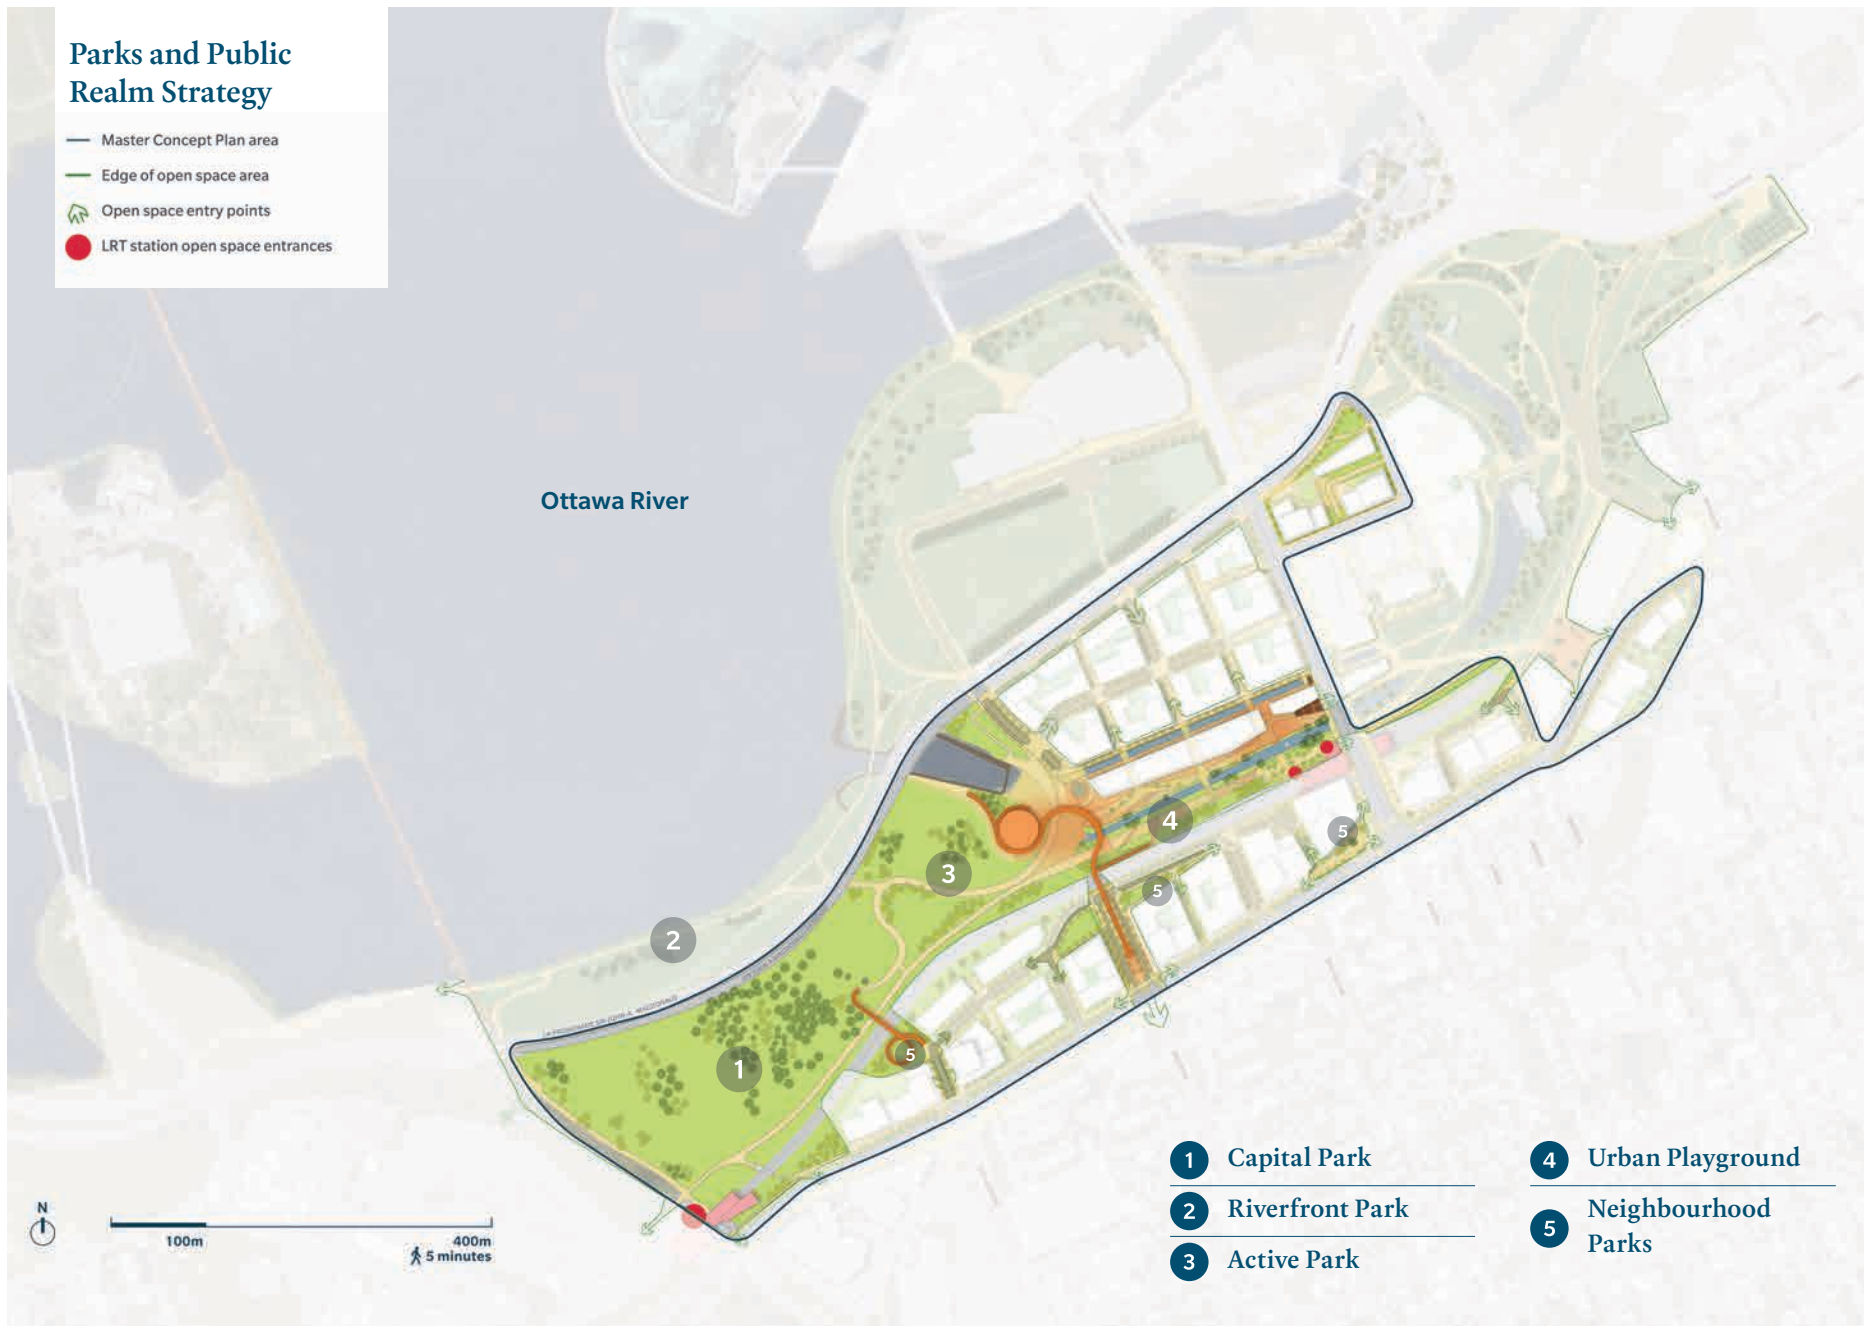 Parks and Public
Realm Strategy
Master Concept Plan area
Edge of open space area
Open space entry points
LRT station open space entrances
Ottawa River
4
5
3
5
2
1
5
N
100m
400m
5 minutes
1 Capital Park
2 Riverfront Park
3 Active Park
4 Urban Playground
5 Neighbourhood
Parks